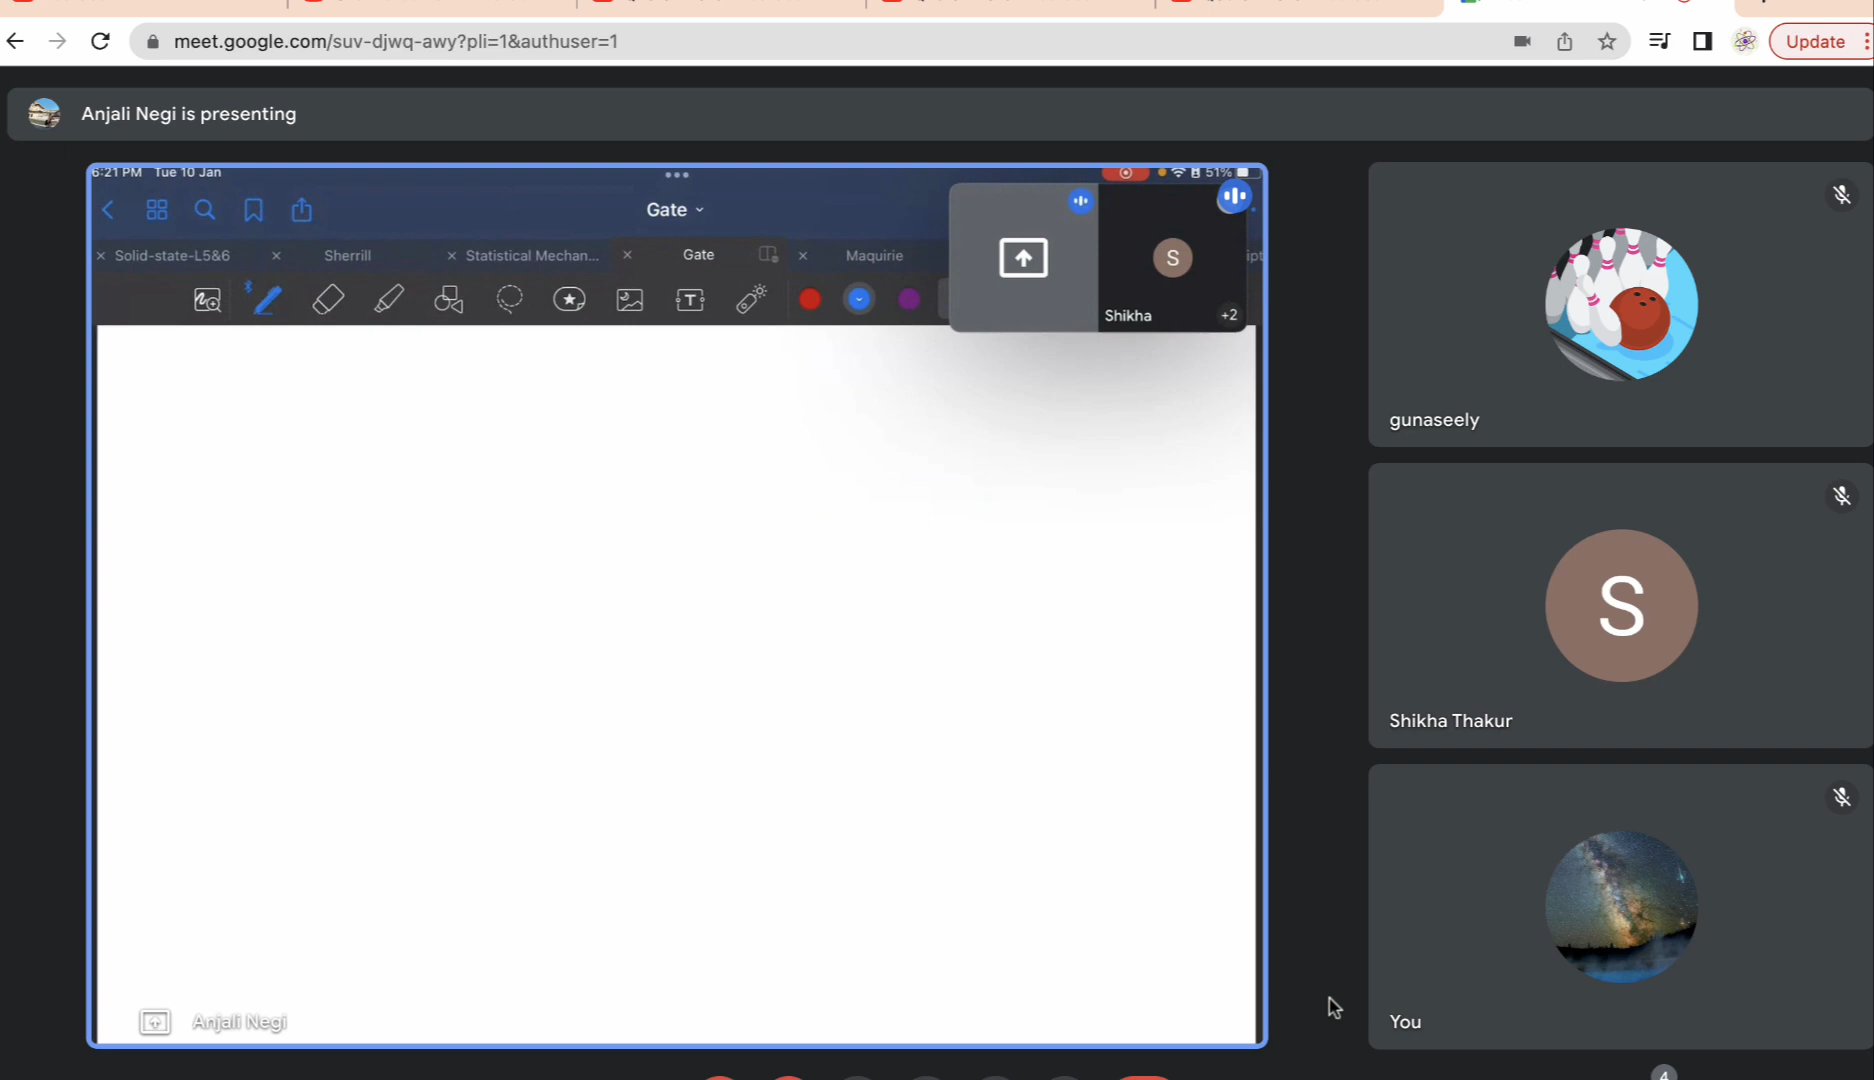 meet.google.com/suv-djwq-awy?pli=1&authuser=1
Update
Anjali Negi is presenting
6:21 PM Tue 10 Jan
51%
Gate
Solid-state-L5&6
Sherrill
Statistical Mechan...
Gate
Maquirie
T
S
Shikha
+2
gunaseely
S
Shikha Thakur
Anjali Negi
You
4